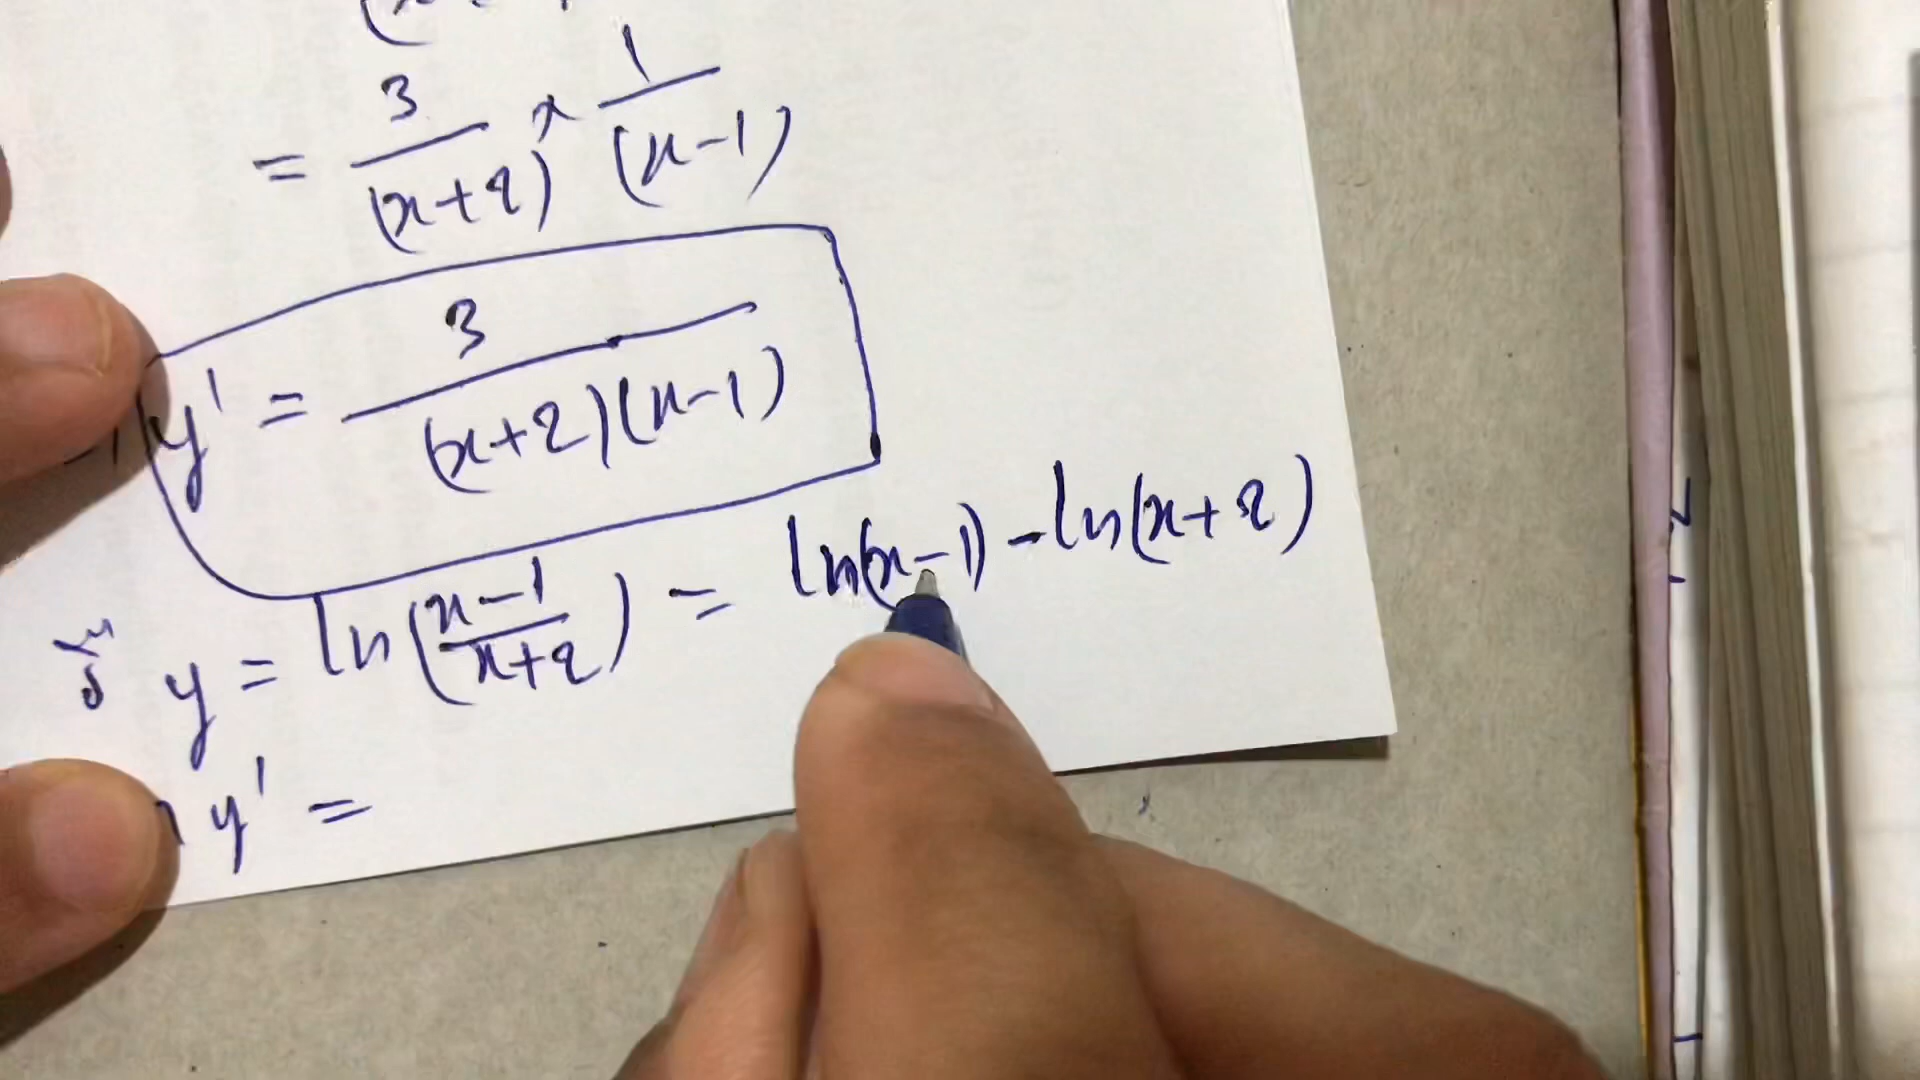 = 3/(x+2) × 1/(x-1)
y' = 3/(x+2)(x-1)
y = ln(x-1/x+2) = ln(x-1) - ln(x+2)
y' =